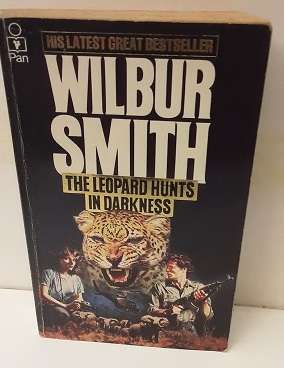 Pan
HIS LATEST GREAT BESTSELLER
WILBUR
SMITH
THE LEOPARD HUNTS
IN DARKNESS